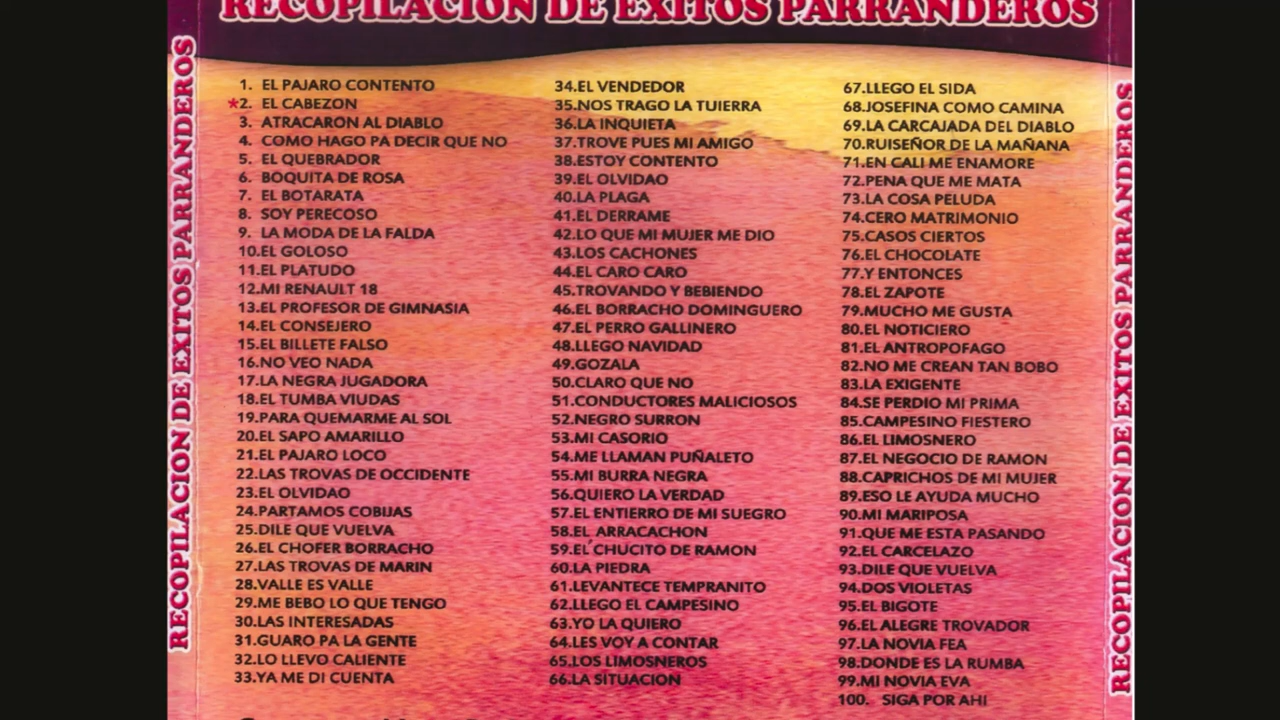 RECOPILACION DE EXITOS PARRANDEROS
RECOPILACION DE EXITOS PARRANDEROS
1. EL PAJARO CONTENTO
*2. EL CABEZON
3. ATRACARON AL DIABLO
4. COMO HAGO PA DECIR QUE NO
5. EL QUEBRADOR
6. BOQUITA DE ROSA
7. EL BOTARATA
8. SOY PERECOSO
9. LA MODA DE LA FALDA
10.EL GOLOSO
11.EL PLATUDO
12.MI RENAULT 18
13.EL PROFESOR DE GIMNASIA
14.EL CONSEJERO
15.EL BILLETE FALSO
16.NO VEO NADA
17.LA NEGRA JUGADORA
18.EL TUMBA VIUDAS
19.PARA QUEMARME AL SOL
20.EL SAPO AMARILLO
21.EL PAJARO LOCO
22.LAS TROVAS DE OCCIDENTE
23.EL OLVIDAO
24.PARTAMOS COBIJAS
25.DILE QUE VUELVA
26.EL CHOFER BORRACHO
27.LAS TROVAS DE MARIN
28.VALLE ES VALLE
29.ME BEBO LO QUE TENGO
30.LAS INTERESADAS
31.GUARO PA LA GENTE
32.LO LLEVO CALIENTE
33.YA ME DI CUENTA
34.EL VENDEDOR
35.NOS TRAGO LA TUIERRA
36.LA INQUIETA
37.TROVE PUES MI AMIGO
38.ESTOY CONTENTO
39.EL OLVIDAO
40.LA PLAGA
41.EL DERRAME
42.LO QUE MI MUJER ME DIO
43.LOS CACHONES
44.EL CARO CARO
45.TROVANDO Y BEBIENDO
46.EL BORRACHO DOMINGUERO
47.EL PERRO GALLINERO
48.LLEGO NAVIDAD
49.GOZALA
50.CLARO QUE NO
51.CONDUCTORES MALICIOSOS
52.NEGRO SURRON
53.MI CASORIO
54.ME LLAMAN PUÑALETO
55.MI BURRA NEGRA
56.QUIERO LA VERDAD
57.EL ENTIERRO DE MI SUEGRO
58.EL ARRACACHON
59.EL CHUCITO DE RAMON
60.LA PIEDRA
61.LEVANTECE TEMPRANITO
62.LLEGO EL CAMPESINO
63.YO LA QUIERO
64.LES VOY A CONTAR
65.LOS LIMOSNEROS
66.LA SITUACION
67.LLEGO EL SIDA
68.JOSEFINA COMO CAMINA
69.LA CARCAJADA DEL DIABLO
70.RUISEÑOR DE LA MAÑANA
71.EN CALI ME ENAMORE
72.PENA QUE ME MATA
73.LA COSA PELUDA
74.CERO MATRIMONIO
75.CASOS CIERTOS
76.EL CHOCOLATE
77.Y ENTONCES
78.EL ZAPOTE
79.MUCHO ME GUSTA
80.EL NOTICIERO
81.EL ANTROPOFAGO
82.NO ME CREAN TAN BOBO
83.LA EXIGENTE
84.SE PERDIO MI PRIMA
85.CAMPESINO FIESTERO
86.EL LIMOSNERO
87.EL NEGOCIO DE RAMON
88.CAPRICHOS DE MI MUJER
89.ESO LE AYUDA MUCHO
90.MI MARIPOSA
91.QUE ME ESTA PASANDO
92.EL CARCELAZO
93.DILE QUE VUELVA
94.DOS VIOLETAS
95.EL BIGOTE
96.EL ALEGRE TROVADOR
97.LA NOVIA FEA
98.DONDE ES LA RUMBA
99.MI NOVIA EVA
100. SIGA POR AHI
RECOPILACION DE EXITOS PARRANDEROS